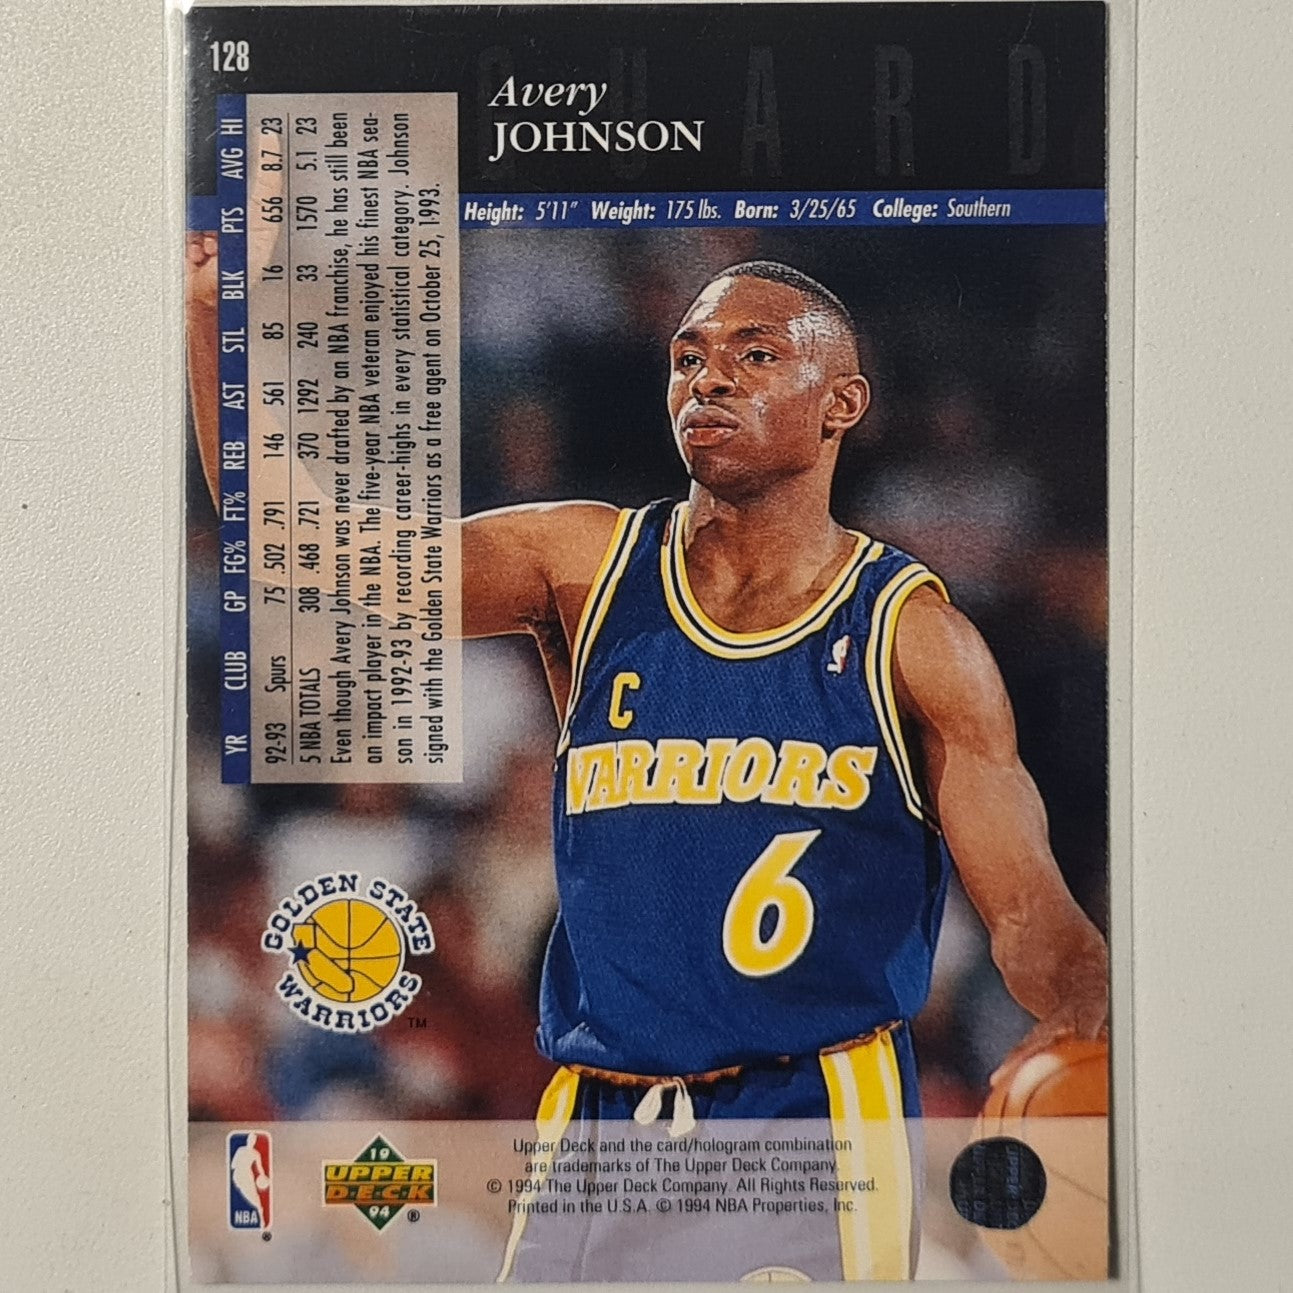 128
GUARD
Avery
JOHNSON
Height: 5'11" Weight: 175 lbs. Born: 3/25/65 College: Southern
YR CLUB GP FG% FT% REB AST STL BLK PTS AVG HI
92-93 Spurs 75 .502 .791 146 561 85 16 656 8.7 23
5 NBA TOTALS 308 .468 .721 370 1292 240 33 1570 5.1 23
Even though Avery Johnson was never drafted by an NBA franchise, he has still been
an impact player in the NBA. The five-year NBA veteran enjoyed his finest NBA sea-
son in 1992-93 by recording career-highs in every statistical category. Johnson
signed with the Golden State Warriors as a free agent on October 25, 1993.
C
WARRIORS
6
GOLDEN STATE
WARRIORS
TM
NBA
®
19
UPPER
DECK
94 ®
Upper Deck and the card/hologram combination
are trademarks of The Upper Deck Company.
© 1994 The Upper Deck Company. All Rights Reserved.
Printed in the U.S.A. © 1994 NBA Properties, Inc.